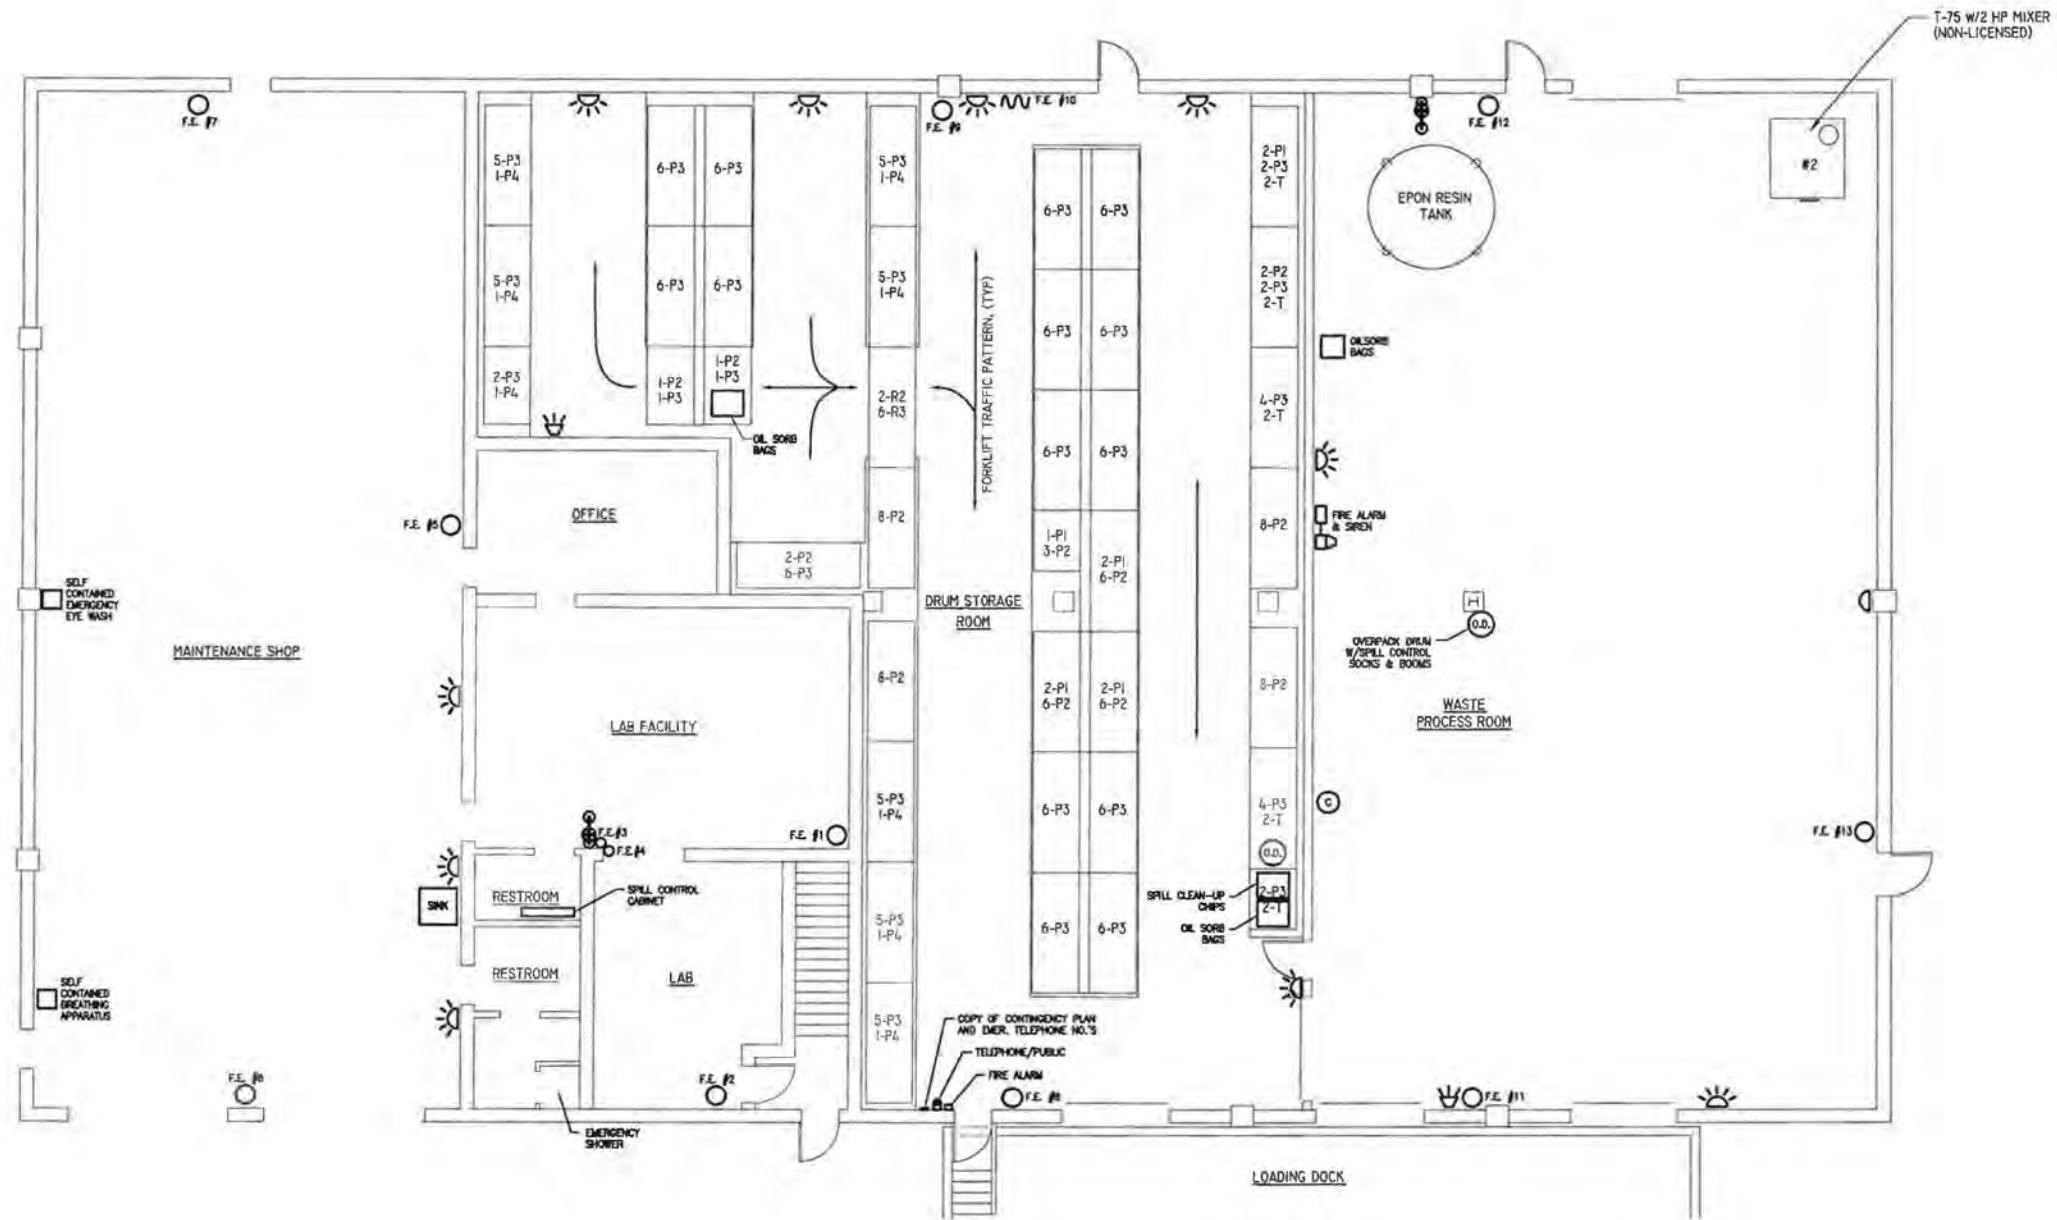 T-75 W/2 HP MIXER
(NON-LICENSED)
F.E. #7
F.E. #9
F.E. #10
F.E. #12
#2
5-P3
1-P4
6-P3
6-P3
5-P3
1-P4
2-P1
2-P3
2-T
6-P3
6-P3
EPON RESIN
TANK
5-P3
1-P4
6-P3
6-P3
5-P3
1-P4
2-P2
2-P3
2-T
6-P3
6-P3
OILSORB
BAGS
2-P3
1-P4
1-P2
1-P3
1-P2
1-P3
2-R2
6-R3
FORKLIFT TRAFFIC PATTERN, (TYP)
4-P3
2-T
OIL SORB
BAGS
6-P3
6-P3
F.E. #5
OFFICE
8-P2
8-P2
FIRE ALARM
& SIREN
1-P1
3-P2
2-P1
6-P2
2-P2
6-P3
SELF
CONTAINED
EMERGENCY
EYE WASH
DRUM STORAGE
ROOM
H
O.D.
OVERPACK DRUM
W/SPILL CONTROL
SOCKS & BOOMS
MAINTENANCE SHOP
8-P2
2-P1
6-P2
2-P1
6-P2
8-P2
WASTE
PROCESS ROOM
LAB FACILITY
5-P3
1-P4
6-P3
6-P3
4-P3
2-T
C
F.E. #3
F.E. #4
F.E. #1
F.E. #13
O.D.
SINK
RESTROOM
SPILL CONTROL
CABINET
SPILL CLEAN-UP
CHIPS
2-P3
2-T
OIL SORB
BAGS
5-P3
1-P4
6-P3
6-P3
RESTROOM
LAB
SELF
CONTAINED
BREATHING
APPARATUS
5-P3
1-P4
COPY OF CONTINGENCY PLAN
AND EMER. TELEPHONE NO.'S
TELEPHONE/PUBLIC
FIRE ALARM
F.E. #2
F.E. #11
EMERGENCY
SHOWER
LOADING DOCK